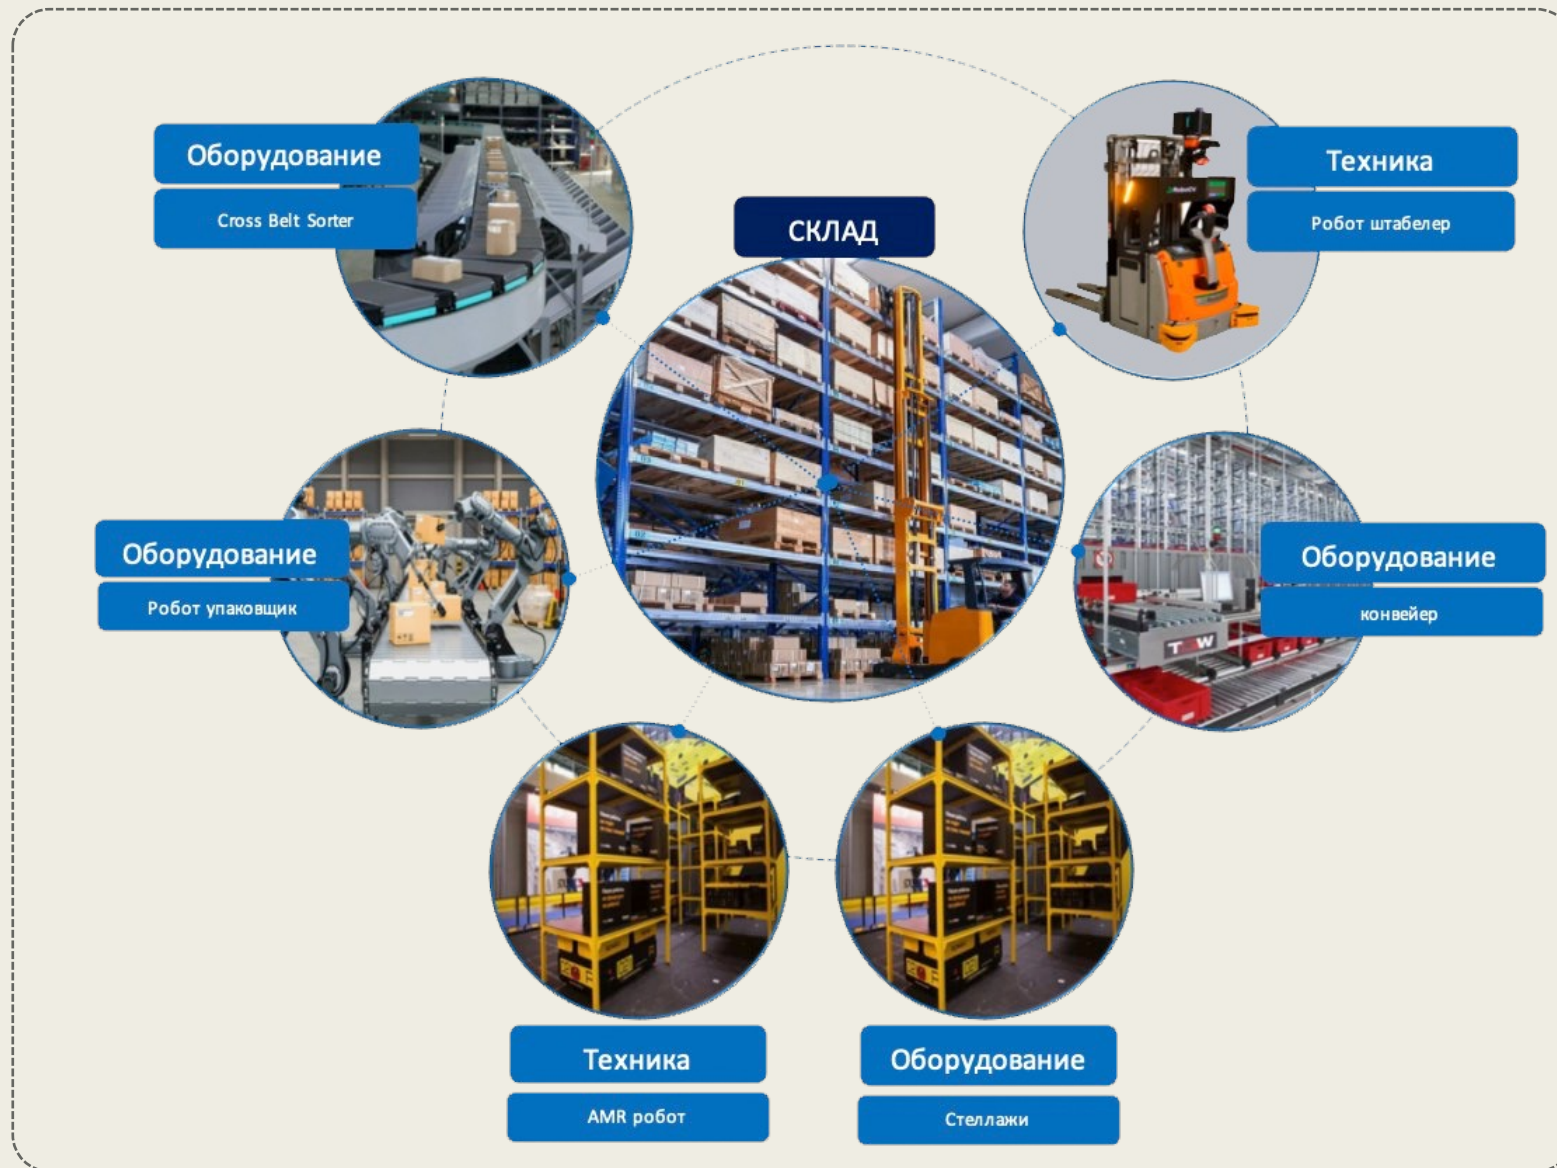 Оборудование
Cross Belt Sorter
СКЛАД
Техника
Робот штабелер
Оборудование
Робот упаковщик
Оборудование
конвейер
Техника
AMR робот
Оборудование
Стеллажи